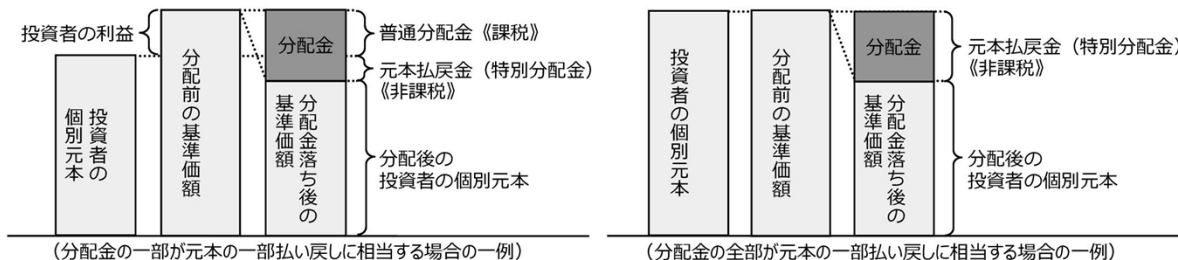 投資者の利益
投資者の
個別元本
分配前の基準価額
分配金
分配金落ち後の
基準価額
普通分配金《課税》
元本払戻金（特別分配金）
《非課税》
分配後の
投資者の個別元本
（分配金の一部が元本の一部払い戻しに相当する場合の一例）
投資者の個別元本
分配前の基準価額
分配金
分配金落ち後の
基準価額
元本払戻金（特別分配金）
《非課税》
分配後の
投資者の個別元本
（分配金の全部が元本の一部払い戻しに相当する場合の一例）